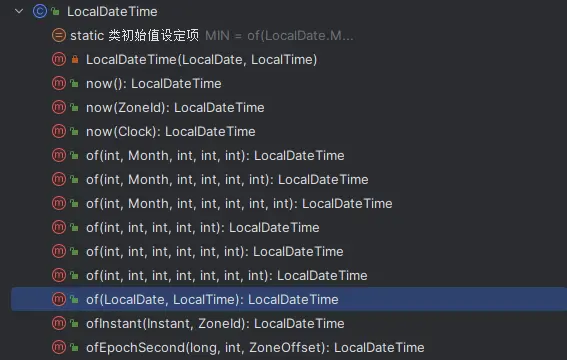 LocalDateTime
static 类初始值设定项 MIN = of(LocalDate.M...
LocalDateTime(LocalDate, LocalTime)
now(): LocalDateTime
now(ZoneId): LocalDateTime
now(Clock): LocalDateTime
of(int, Month, int, int, int): LocalDateTime
of(int, Month, int, int, int, int): LocalDateTime
of(int, Month, int, int, int, int, int): LocalDateTime
of(int, int, int, int, int): LocalDateTime
of(int, int, int, int, int, int): LocalDateTime
of(int, int, int, int, int, int, int): LocalDateTime
of(LocalDate, LocalTime): LocalDateTime
ofInstant(Instant, ZoneId): LocalDateTime
ofEpochSecond(long, int, ZoneOffset): LocalDateTime